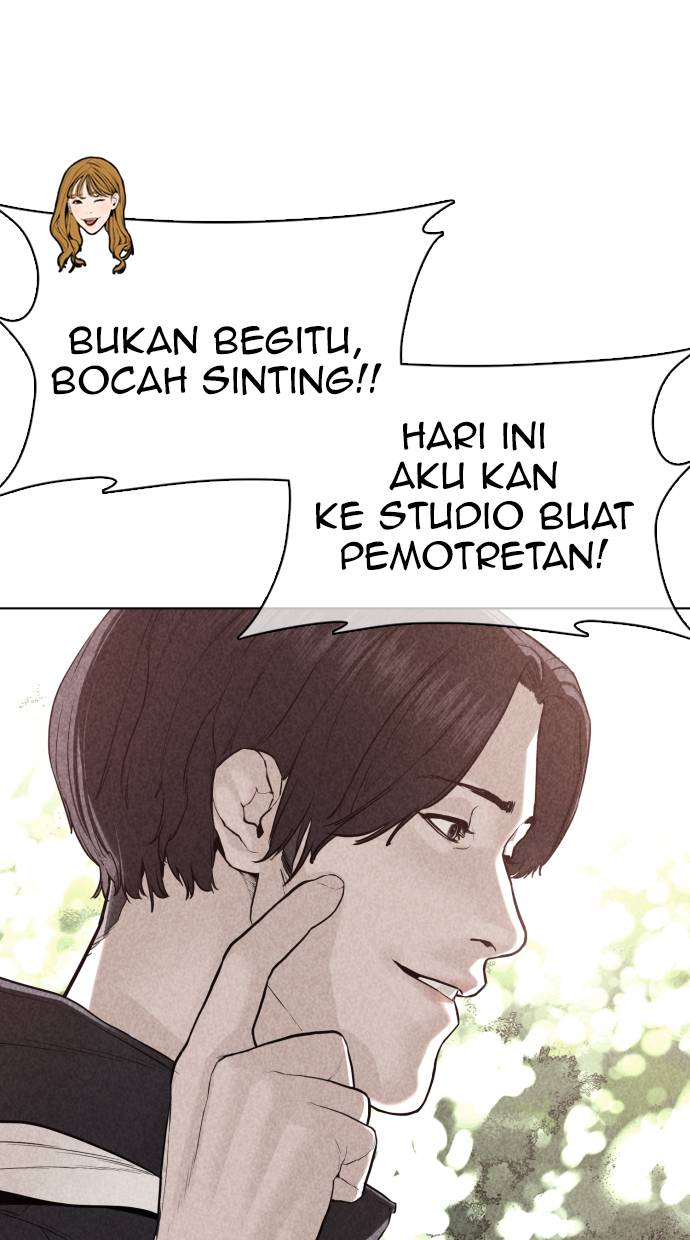 BUKAN BEGITU,
BOCAH SINTING!!
HARI INI
AKU KAN
KE STUDIO BUAT
PEMOTRETAN!